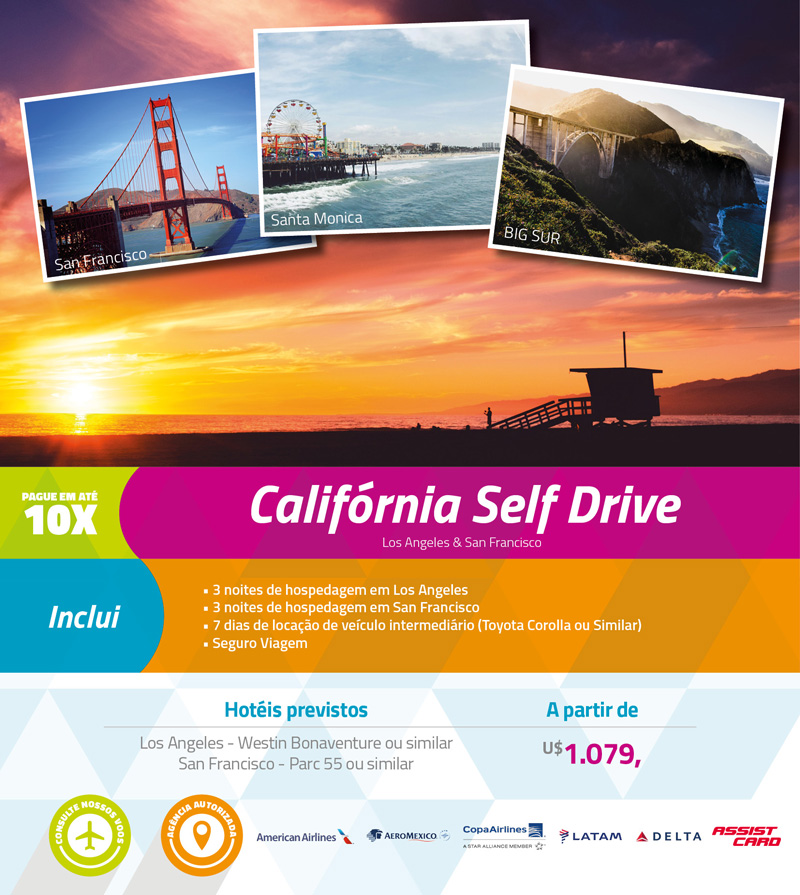 San Francisco
Santa Monica
BIG SUR
PAGUE EM ATÉ
10X
Califórnia Self Drive
Los Angeles & San Francisco
Inclui
• 3 noites de hospedagem em Los Angeles
• 3 noites de hospedagem em San Francisco
• 7 dias de locação de veículo intermediário (Toyota Corolla ou Similar)
• Seguro Viagem
Hotéis previstos
A partir de
Los Angeles - Westin Bonaventure ou similar
San Francisco - Parc 55 ou similar
U$1.079,
CONSULTE NOSSOS VOOS
AGÊNCIA AUTORIZADA
American Airlines
AEROMEXICO
CopaAirlines
A STAR ALLIANCE MEMBER
LATAM
DELTA
ASSIST
CARD